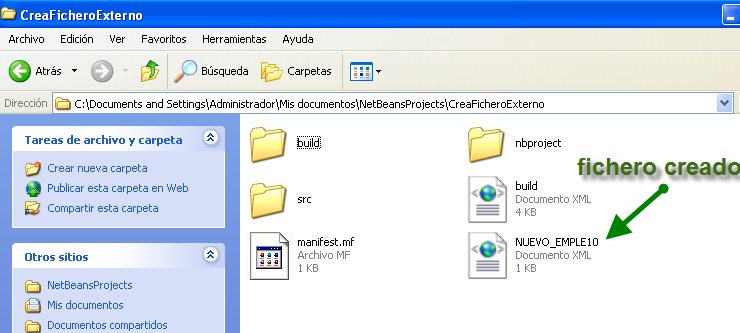 CreaFicheroExterno
Archivo Edición Ver Favoritos Herramientas Ayuda
Atrás Búsqueda Carpetas
Dirección C:\Documents and Settings\Administrador\Mis documentos\NetBeansProjects\CreaFicheroExterno
Tareas de archivo y carpeta
Crear nueva carpeta
Publicar esta carpeta en Web
Compartir esta carpeta
Otros sitios
NetBeansProjects
Mis documentos
Documentos compartidos
build
nbproject
fichero creado
src
build
Documento XML
4 KB
manifest.mf
Archivo MF
1 KB
NUEVO_EMPLE10
Documento XML
1 KB